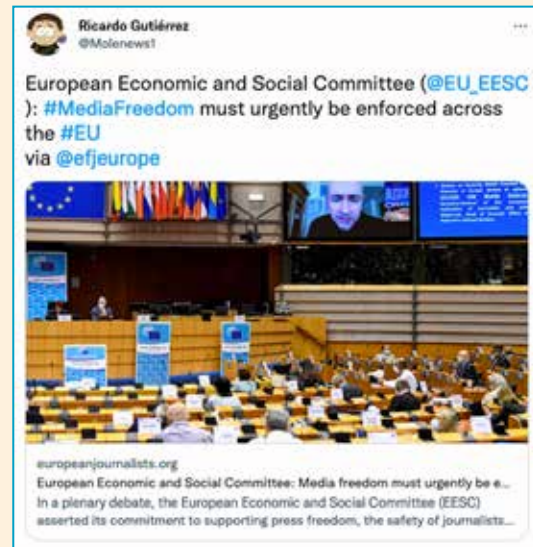 Ricardo Gutiérrez
@Molenews1
European Economic and Social Committee (@EU_EESC
): #MediaFreedom must urgently be enforced across
the #EU
via @efjeurope
europeanjournalists.org
European Economic and Social Committee: Media freedom must urgently be e...
In a plenary debate, the European Economic and Social Committee (EESC)
asserted its commitment to supporting press freedom, the safety of journalists...